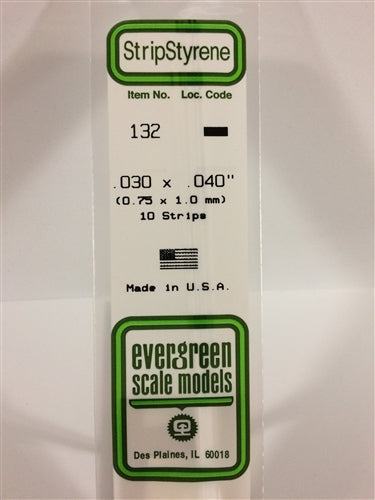 StripStyrene
Item No. Loc. Code
132
.030 x .040"
(0.75 x 1.0 mm)
10 Strips
Made in U.S.A.
evergreen
scale models
Des Plaines, IL 60018